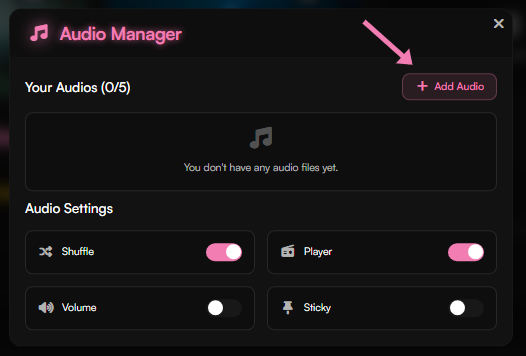 Audio Manager
Your Audios (0/5)
Add Audio
You don't have any audio files yet.
Audio Settings
Shuffle
Player
Volume
Sticky